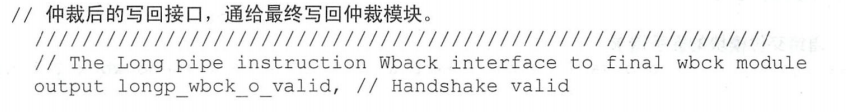 // 仲裁后的写回接口，通给最终写回仲裁模块。
//////////////////////////////////////////////////////////////
// The Long pipe instruction Wback interface to final wbck module
output longp_wbck_o_valid, // Handshake valid